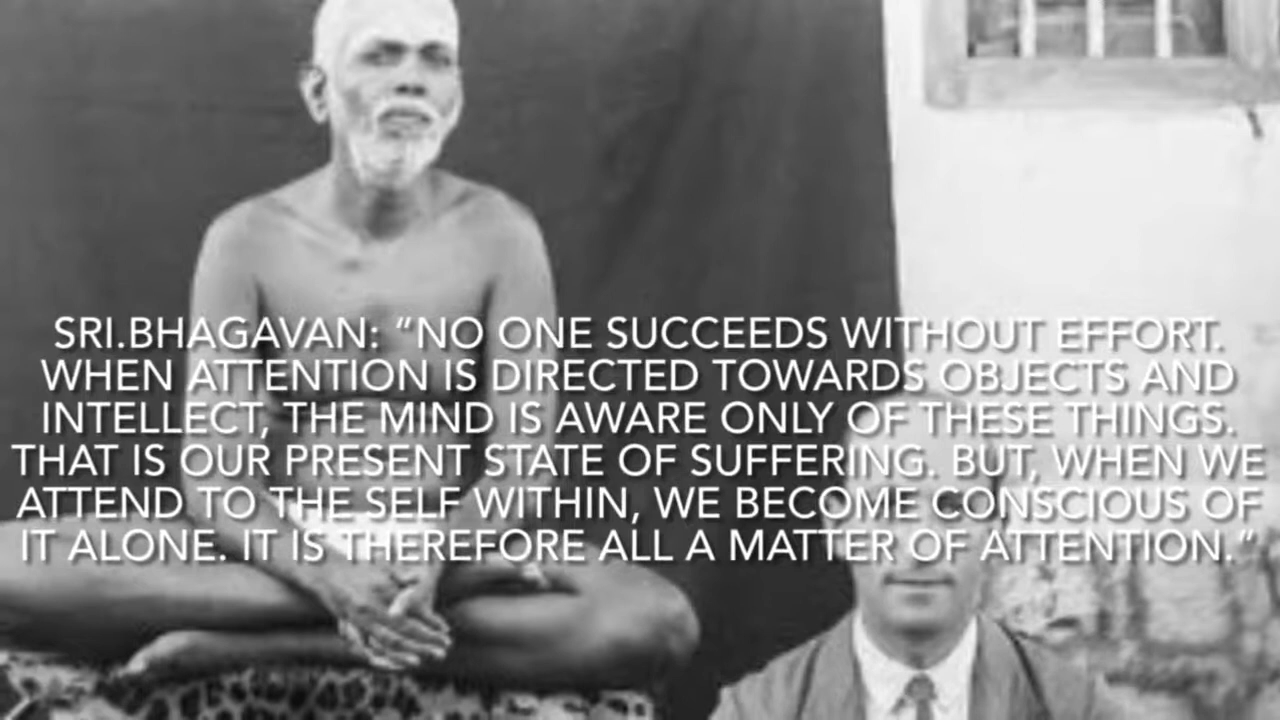 SRI.BHAGAVAN: “NO ONE SUCCEEDS WITHOUT EFFORT.
WHEN ATTENTION IS DIRECTED TOWARDS OBJECTS AND
INTELLECT, THE MIND IS AWARE ONLY OF THESE THINGS.
THAT IS OUR PRESENT STATE OF SUFFERING. BUT, WHEN WE
ATTEND TO THE SELF WITHIN, WE BECOME CONSCIOUS OF
IT ALONE. IT IS THEREFORE ALL A MATTER OF ATTENTION.”